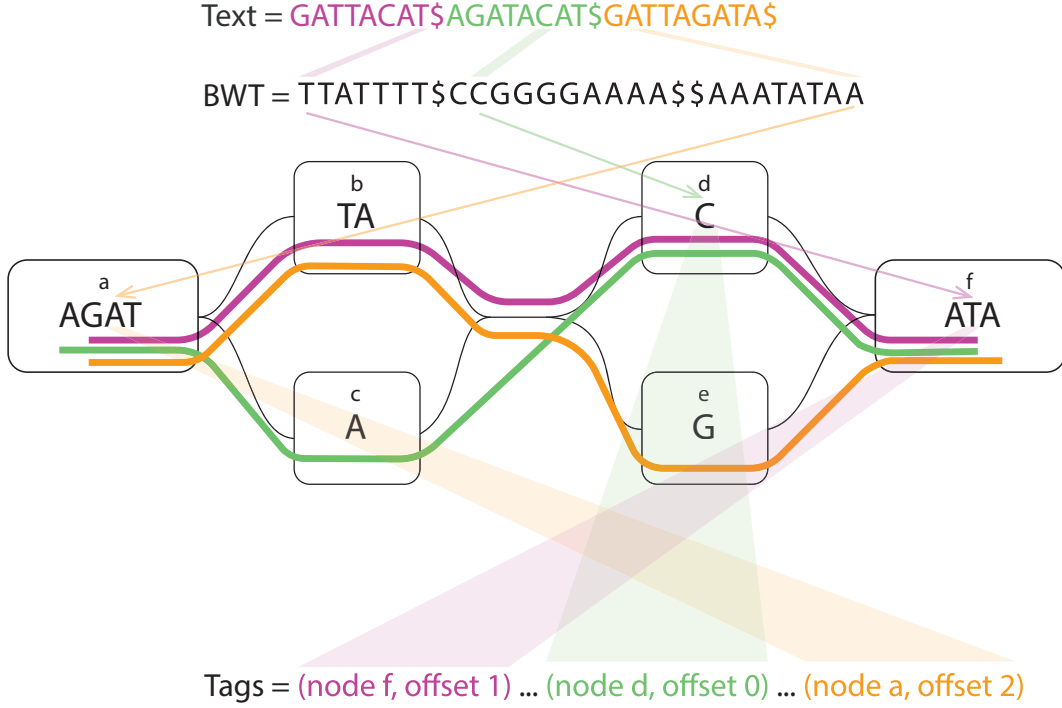 Text = GATTACAT$AGATACAT$GATTAGATA$
BWT = TTATTTT$CCGGGGAAAA$$AAATATAA
b
TA
d
C
a
AGAT
f
ATA
c
A
e
G
Tags = (node f, offset 1) ... (node d, offset 0) ... (node a, offset 2)